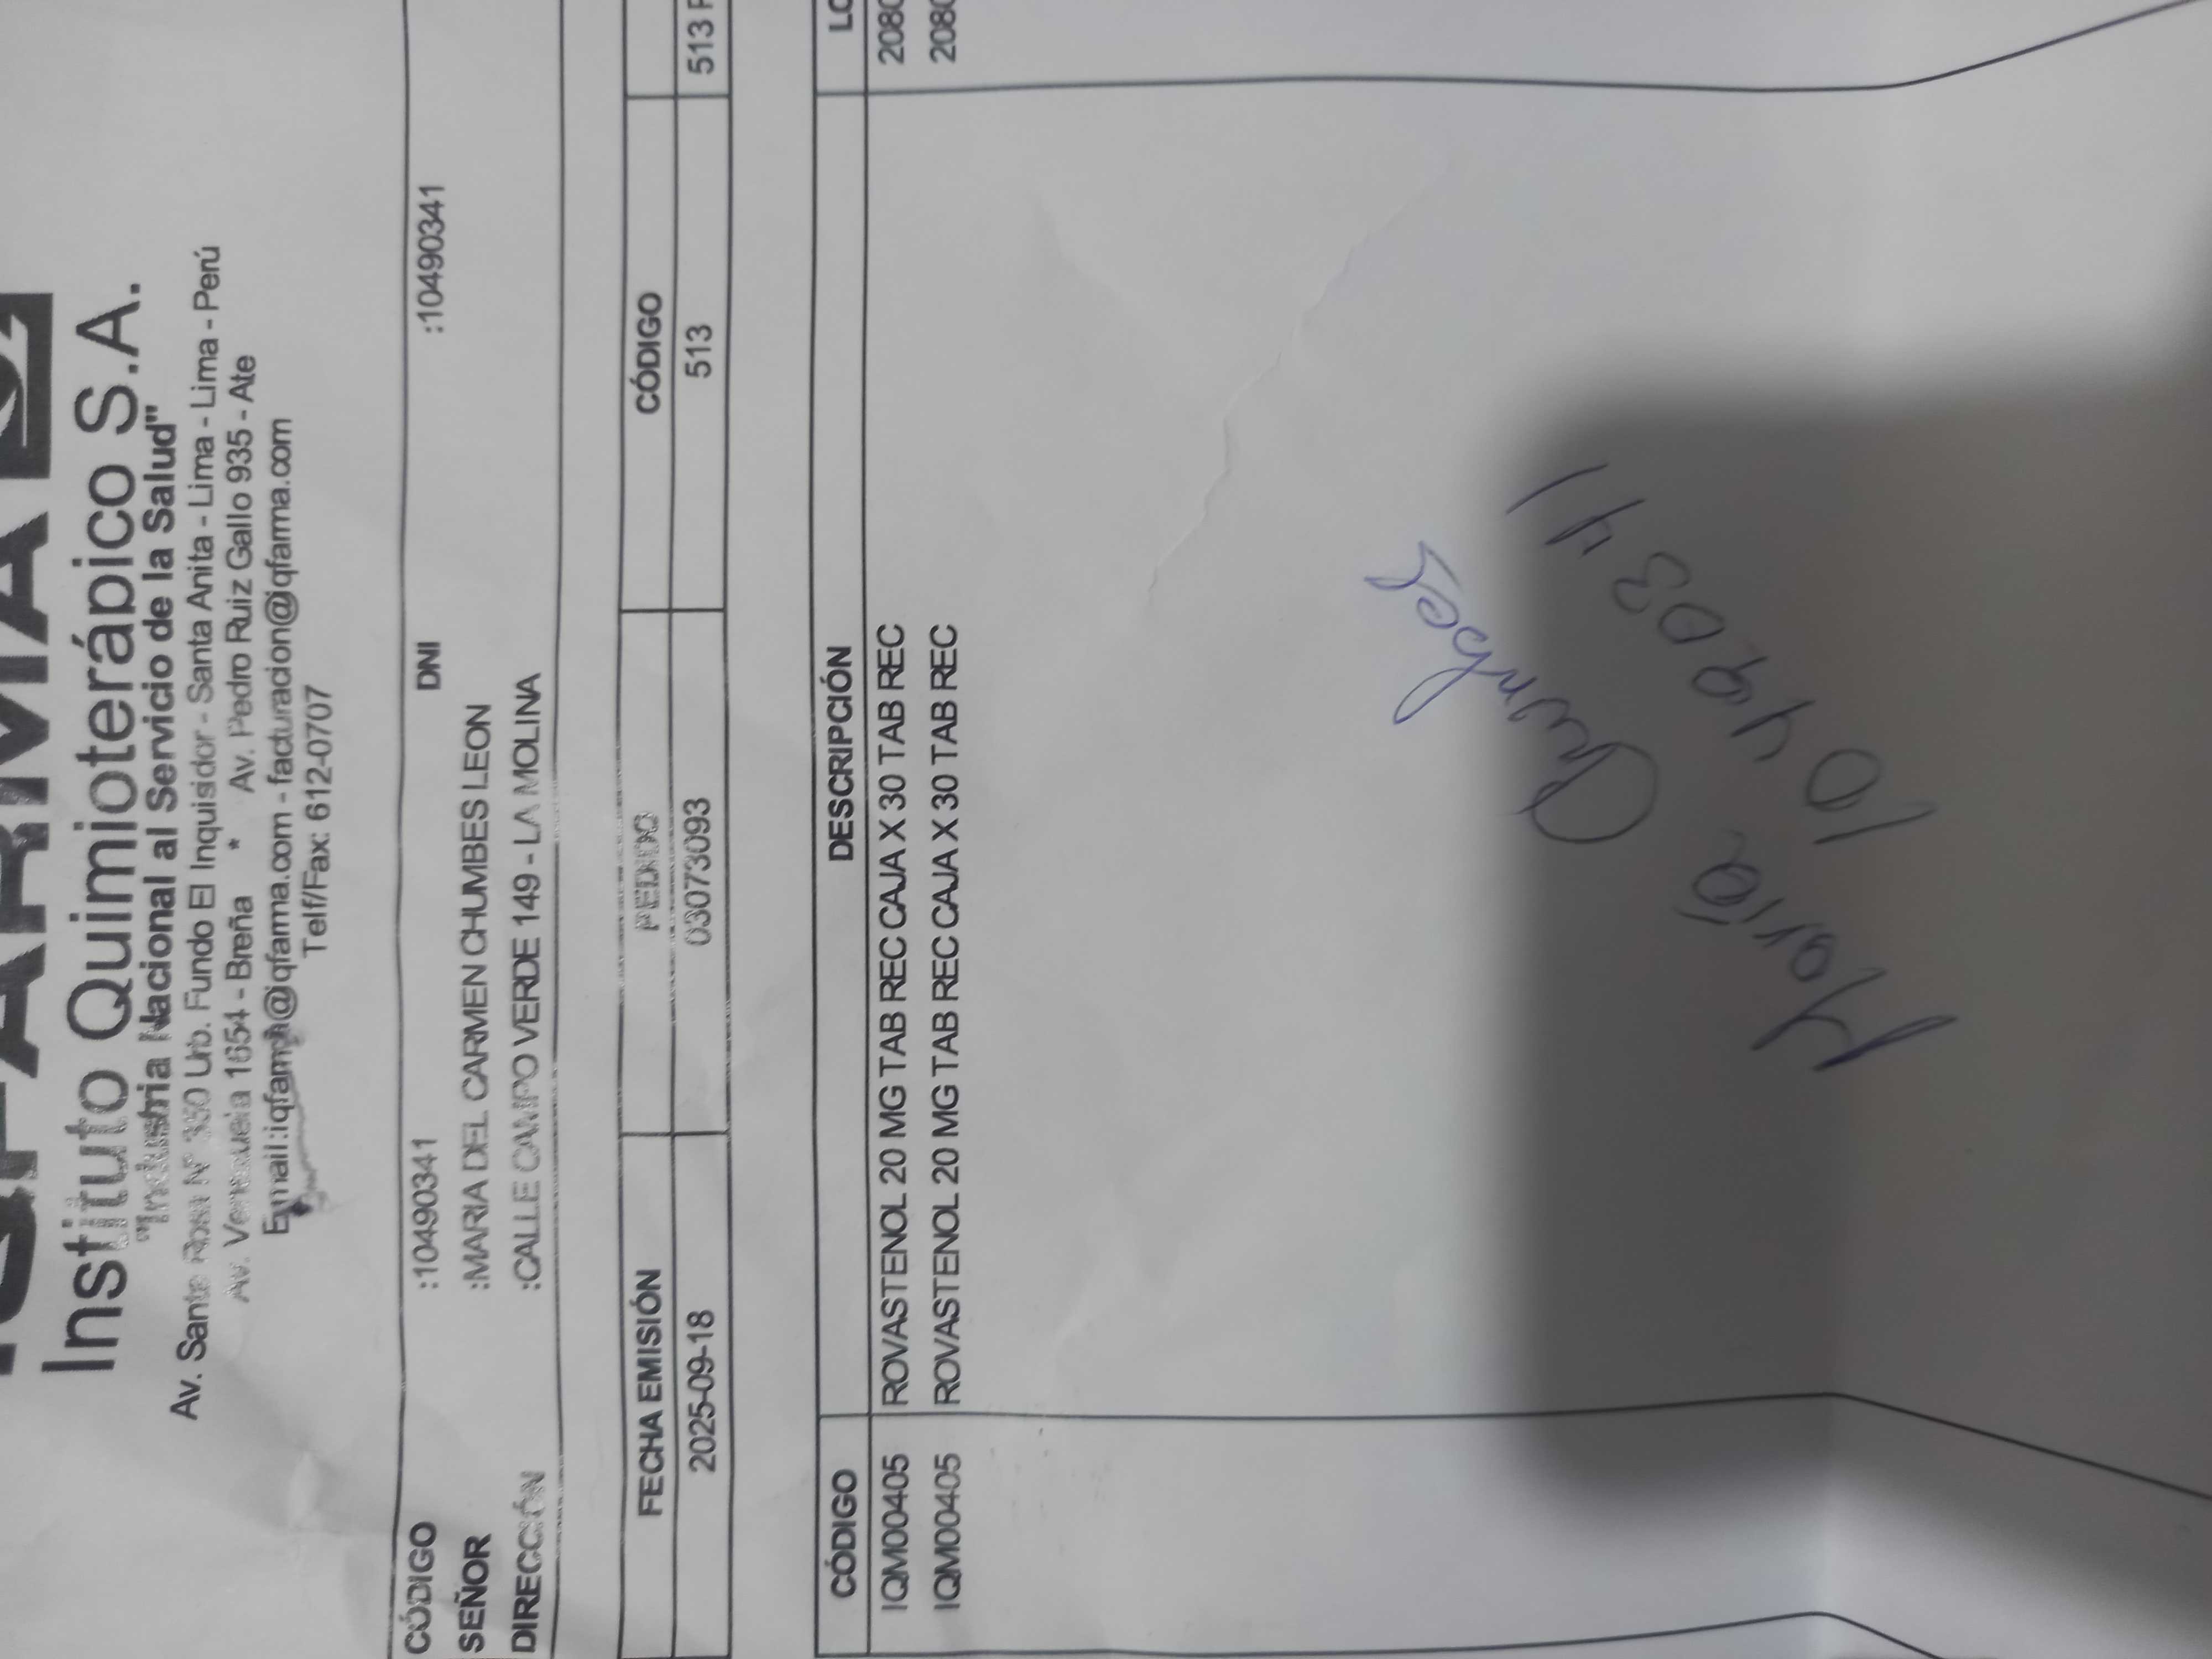 Instituto Quimioterápico S.A.
"Industria Nacional al Servicio de la Salud"
Av. Santa Rosa Nº 350 Urb. Fundo El Inquisidor - Santa Anita - Lima - Lima - Perú
Av. Venezuela 1654 - Breña * Av. Pedro Ruiz Gallo 935 - Ate
@iqfarma.com - facturacion@iqfarma.com
Telf/Fax: 612-0707
CÓDIGO :10490341 DNI :10490341
SEÑOR :MARIA DEL CARMEN CHUMBES LEON
DIRECCIÓN :CALLE CAMPO VERDE 149 - LA MOLINA
FECHA EMISIÓN PEDIDO CÓDIGO
2025-09-18 03073093 513 513
CÓDIGO DESCRIPCIÓN
IQM00405 ROVASTENOL 20 MG TAB REC CAJA X 30 TAB REC
IQM00405 ROVASTENOL 20 MG TAB REC CAJA X 30 TAB REC
María Chumbes
10490341